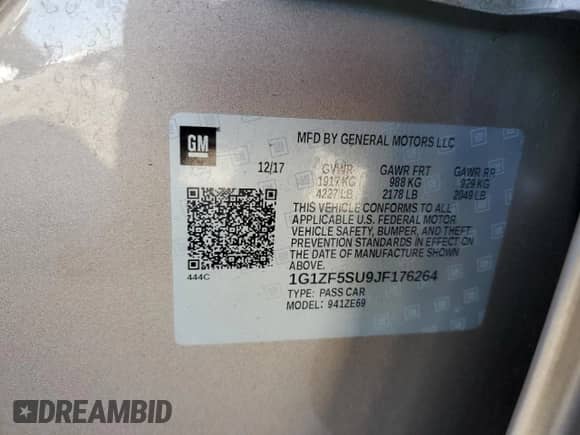 GM
MFD BY GENERAL MOTORS LLC
12/17 GVWR GAWR FRT GAWR RR
1917 KG 988 KG 929 KG
4227 LB 2178 LB 2049 LB
THIS VEHICLE CONFORMS TO ALL
APPLICABLE U.S. FEDERAL MOTOR
VEHICLE SAFETY, BUMPER, AND THEFT
PREVENTION STANDARDS IN EFFECT ON
THE DATE OF MANUFACTURE SHOWN
ABOVE.
444C
1G1ZF5SU9JF176264
TYPE: PASS CAR
MODEL: 941ZE69
DREAMBID